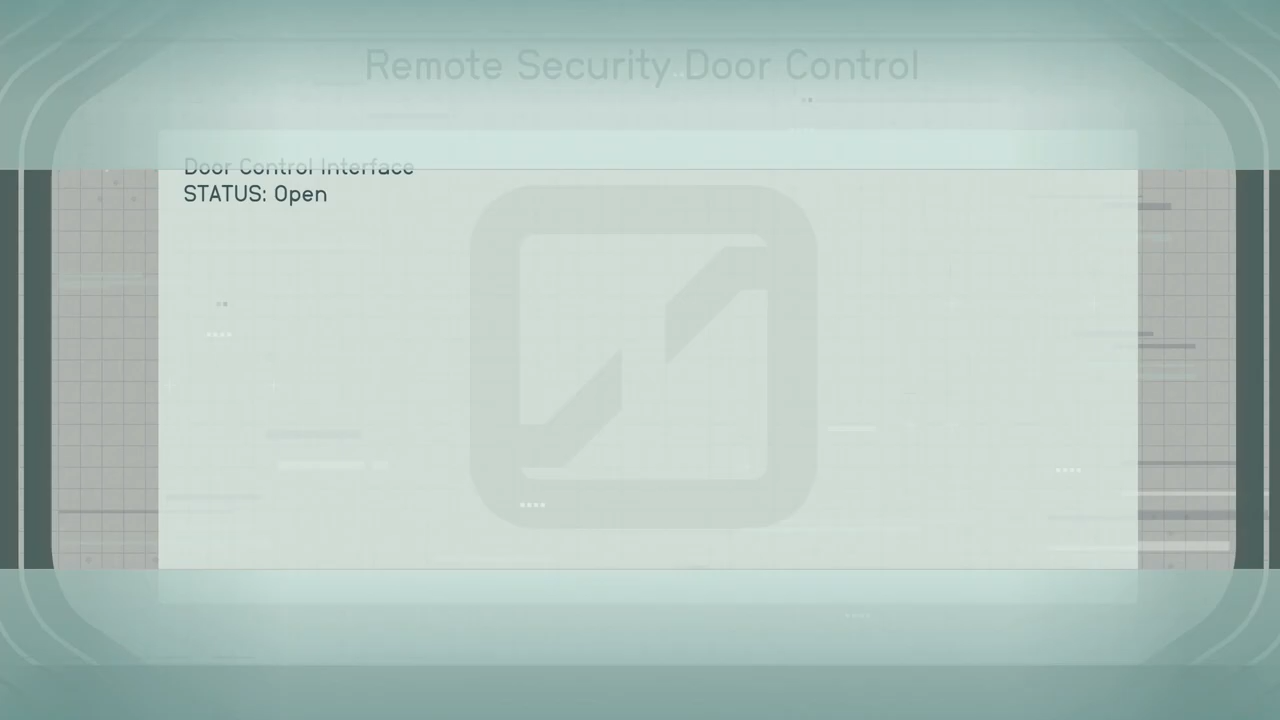 Remote Security Door Control
Door Control Interface
STATUS: Open